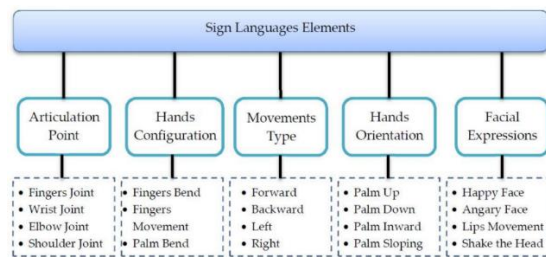 Sign Languages Elements
Articulation
Point
Hands
Configuration
Movements
Type
Hands
Orientation
Facial
Expressions
• Fingers Joint
• Wrist Joint
• Elbow Joint
• Shoulder Joint
• Fingers Bend
• Fingers
Movement
• Palm Bend
• Forward
• Backward
• Left
• Right
• Palm Up
• Palm Down
• Palm Inward
• Palm Sloping
• Happy Face
• Angary Face
• Lips Movement
• Shake the Head